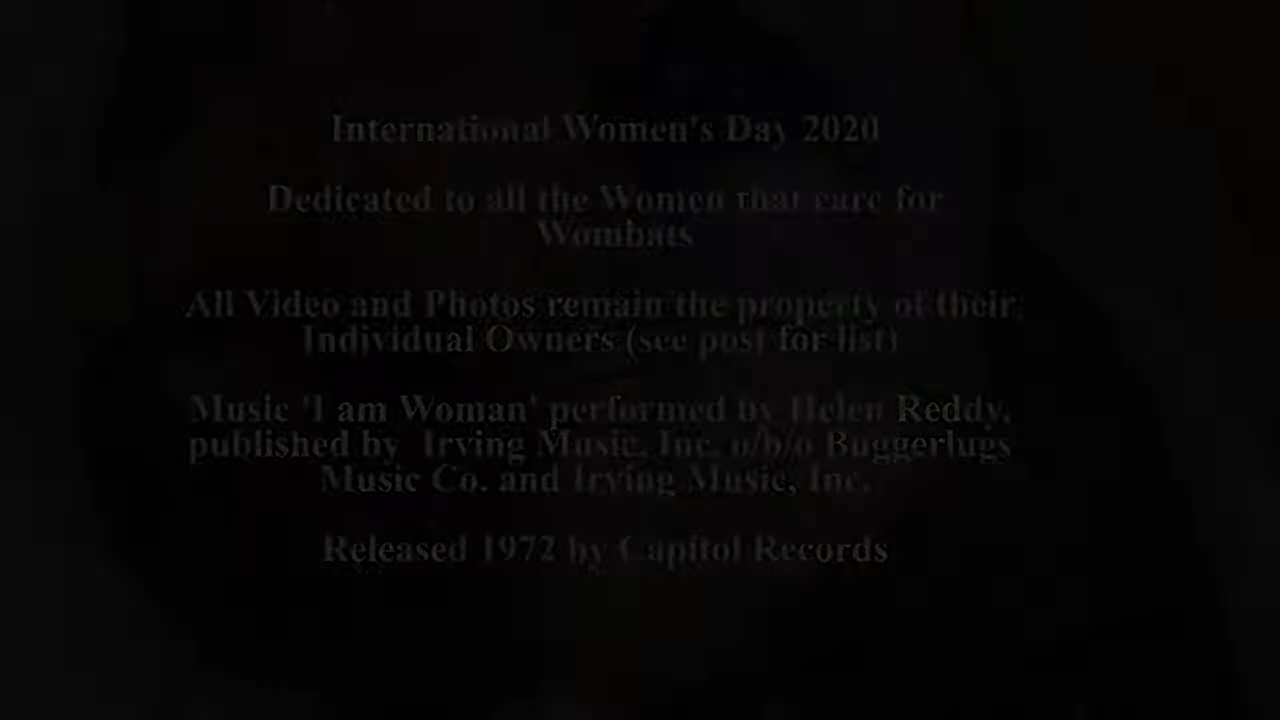 International Women's Day 2020
Dedicated to all the Women that care for
Wombats
All Video and Photos remain the property of their
Individual Owners (see post for list)
Music 'I am Woman' performed by Helen Reddy,
published by Irving Music, Inc. o/b/o Buggerlugs
Music Co. and Irving Music, Inc.
Released 1972 by Capitol Records